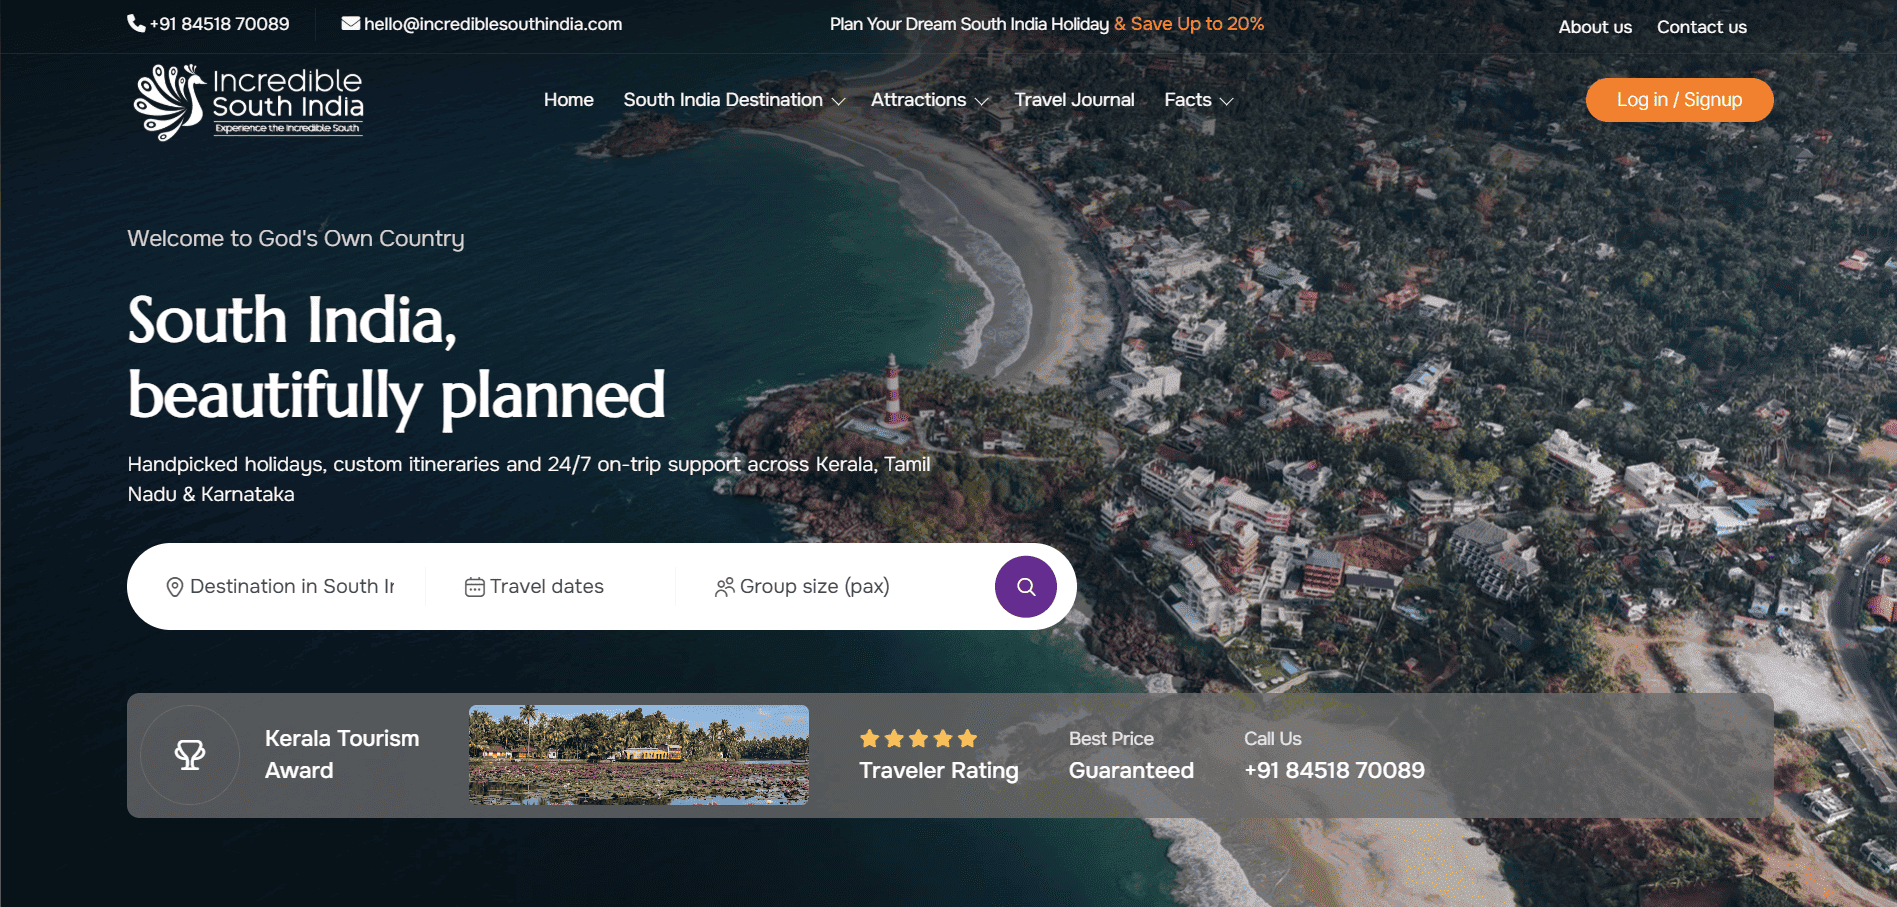 +91 84518 70089
hello@incrediblesouthindia.com
Plan Your Dream South India Holiday & Save Up to 20%
About us
Contact us
Incredible
South India
Experience the Incredible South
Home
South India Destination
Attractions
Travel Journal
Facts
Log in / Signup
Welcome to God's Own Country
South India,
beautifully planned
Handpicked holidays, custom itineraries and 24/7 on-trip support across Kerala, Tamil
Nadu & Karnataka
Destination in South Ir
Travel dates
Group size (pax)
Kerala Tourism
Award
Traveler Rating
Best Price
Guaranteed
Call Us
+91 84518 70089